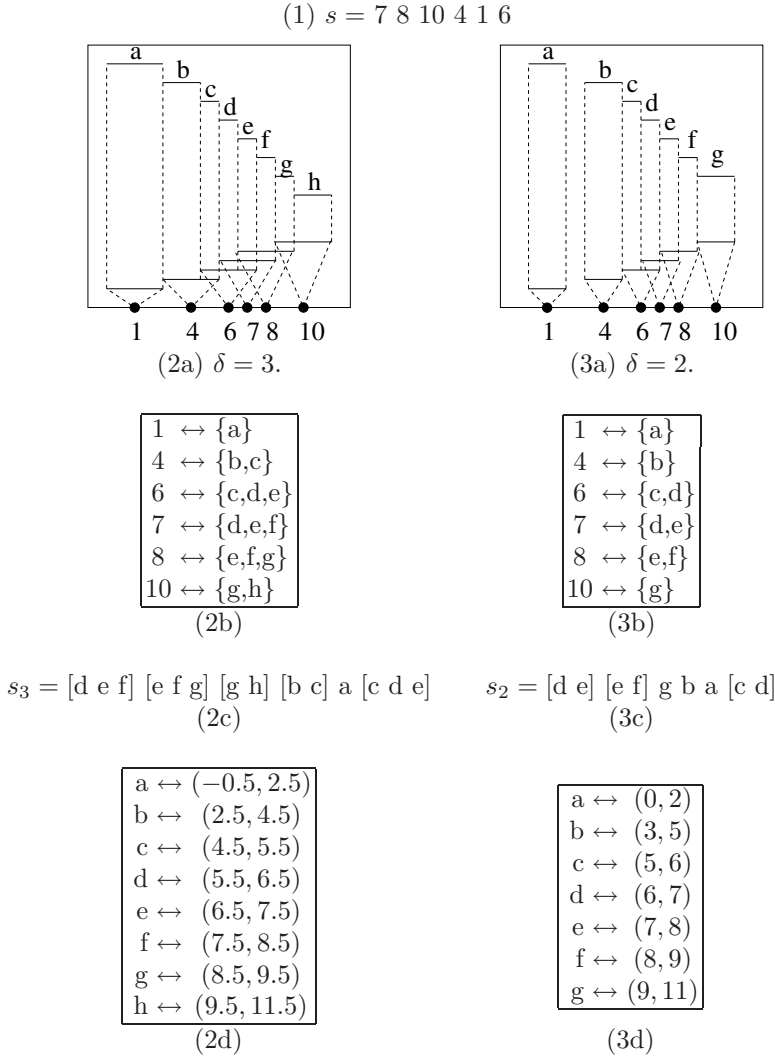 (1) s = 7 8 10 4 1 6
a
b
c
d
e
f
g
h
1 4 6 7 8 10
(2a) δ = 3.
a
b
c
d
e
f
g
1 4 6 7 8 10
(3a) δ = 2.
1 ↔ {a}
4 ↔ {b,c}
6 ↔ {c,d,e}
7 ↔ {d,e,f}
8 ↔ {e,f,g}
10 ↔ {g,h}
(2b)
1 ↔ {a}
4 ↔ {b}
6 ↔ {c,d}
7 ↔ {d,e}
8 ↔ {e,f}
10 ↔ {g}
(3b)
s₃ = [d e f] [e f g] [g h] [b c] a [c d e]
(2c)
s₂ = [d e] [e f] g b a [c d]
(3c)
a ↔ (−0.5, 2.5)
b ↔ (2.5, 4.5)
c ↔ (4.5, 5.5)
d ↔ (5.5, 6.5)
e ↔ (6.5, 7.5)
f ↔ (7.5, 8.5)
g ↔ (8.5, 9.5)
h ↔ (9.5, 11.5)
(2d)
a ↔ (0, 2)
b ↔ (3, 5)
c ↔ (5, 6)
d ↔ (6, 7)
e ↔ (7, 8)
f ↔ (8, 9)
g ↔ (9, 11)
(3d)